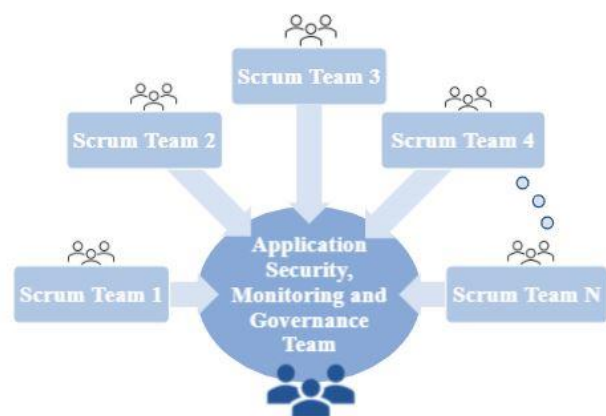 Scrum Team 3
Scrum Team 2
Scrum Team 4
Application
Security,
Monitoring and
Governance
Team
Scrum Team 1
Scrum Team N